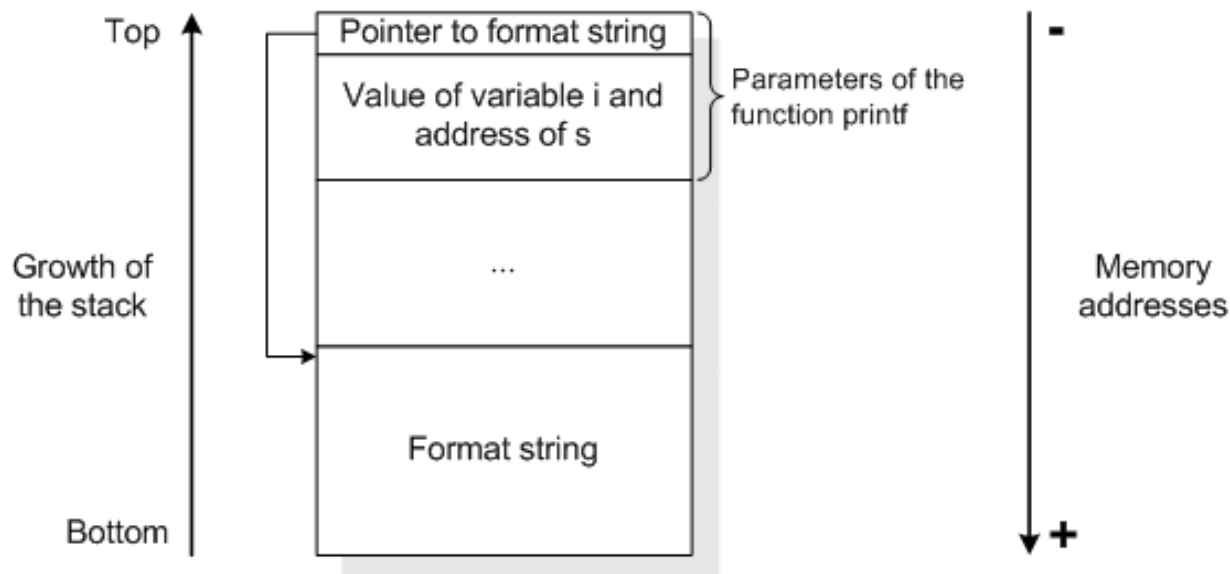 Top
Pointer to format string
-
Value of variable i and
address of s
Parameters of the
function printf
Growth of
the stack
...
Memory
addresses
Format string
Bottom
+